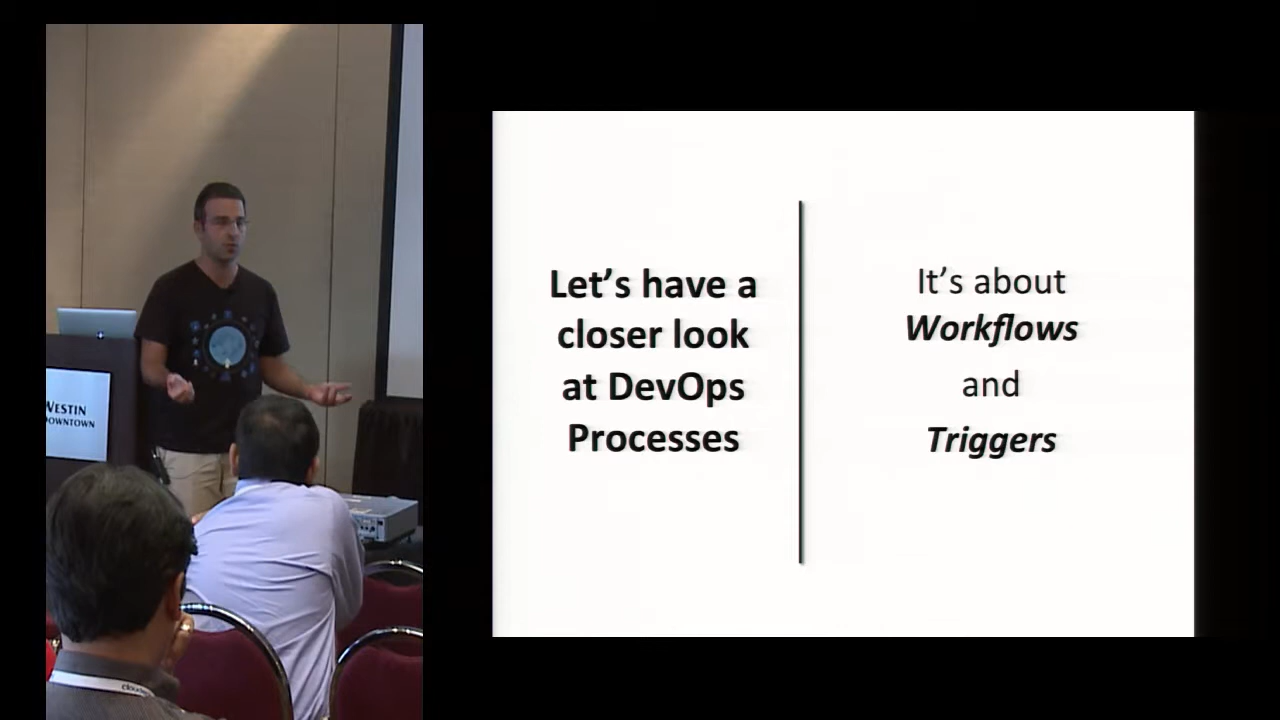 WESTIN
DOWNTOWN
Let's have a
closer look
at DevOps
Processes
It's about
Workflows
and
Triggers